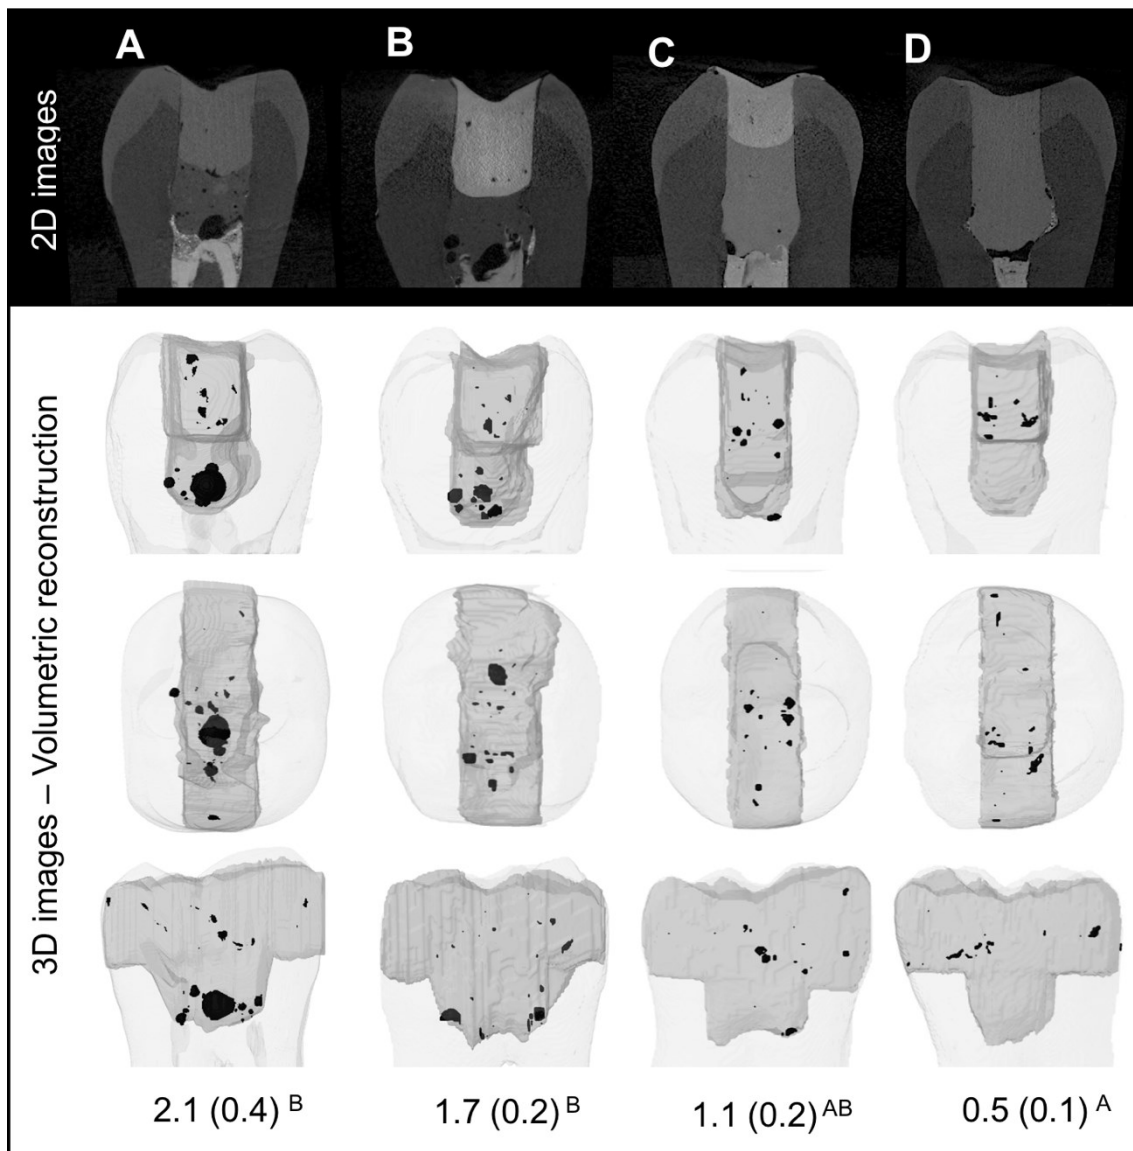 A
B
C
D
2D images
3D images – Volumetric reconstruction
2.1 (0.4) B
1.7 (0.2) B
1.1 (0.2) AB
0.5 (0.1) A